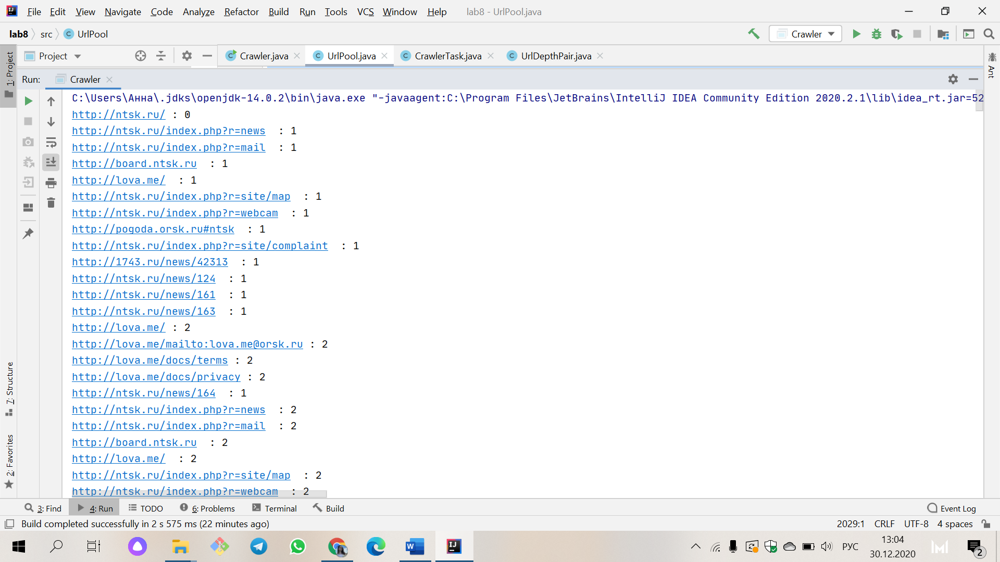 File Edit View Navigate Code Analyze Refactor Build Run Tools VCS Window Help lab8 - UrlPool.java
lab8 src UrlPool Crawler
Project Crawler.java UrlPool.java CrawlerTask.java UrlDepthPair.java
1: Project
Ant
Run: Crawler
C:\Users\Анна\.jdks\openjdk-14.0.2\bin\java.exe "-javaagent:C:\Program Files\JetBrains\IntelliJ IDEA Community Edition 2020.2.1\lib\idea_rt.jar=52
http://ntsk.ru/ : 0
http://ntsk.ru/index.php?r=news : 1
http://ntsk.ru/index.php?r=mail : 1
http://board.ntsk.ru : 1
http://lova.me/ : 1
http://ntsk.ru/index.php?r=site/map : 1
http://ntsk.ru/index.php?r=webcam : 1
http://pogoda.orsk.ru#ntsk : 1
http://ntsk.ru/index.php?r=site/complaint : 1
http://1743.ru/news/42313 : 1
http://ntsk.ru/news/124 : 1
http://ntsk.ru/news/161 : 1
http://ntsk.ru/news/163 : 1
http://lova.me/ : 2
http://lova.me/mailto:lova.me@orsk.ru : 2
http://lova.me/docs/terms : 2
http://lova.me/docs/privacy : 2
http://ntsk.ru/news/164 : 1
http://ntsk.ru/index.php?r=news : 2
http://ntsk.ru/index.php?r=mail : 2
http://board.ntsk.ru : 2
http://lova.me/ : 2
http://ntsk.ru/index.php?r=site/map : 2
http://ntsk.ru/index.php?r=webcam : 2
7: Structure
2: Favorites
3: Find 4: Run TODO 6: Problems Terminal Build Event Log
Build completed successfully in 2 s 575 ms (22 minutes ago) 2029:1 CRLF UTF-8 4 spaces
РУС 13:04
30.12.2020
2